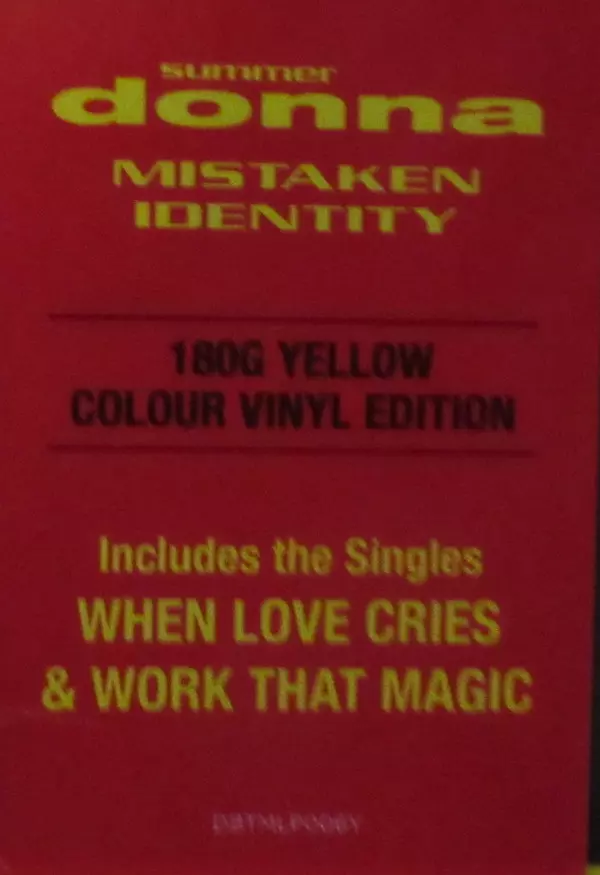 summer
donna
MISTAKEN
IDENTITY
180G YELLOW
COLOUR VINYL EDITION
Includes the Singles
WHEN LOVE CRIES
& WORK THAT MAGIC